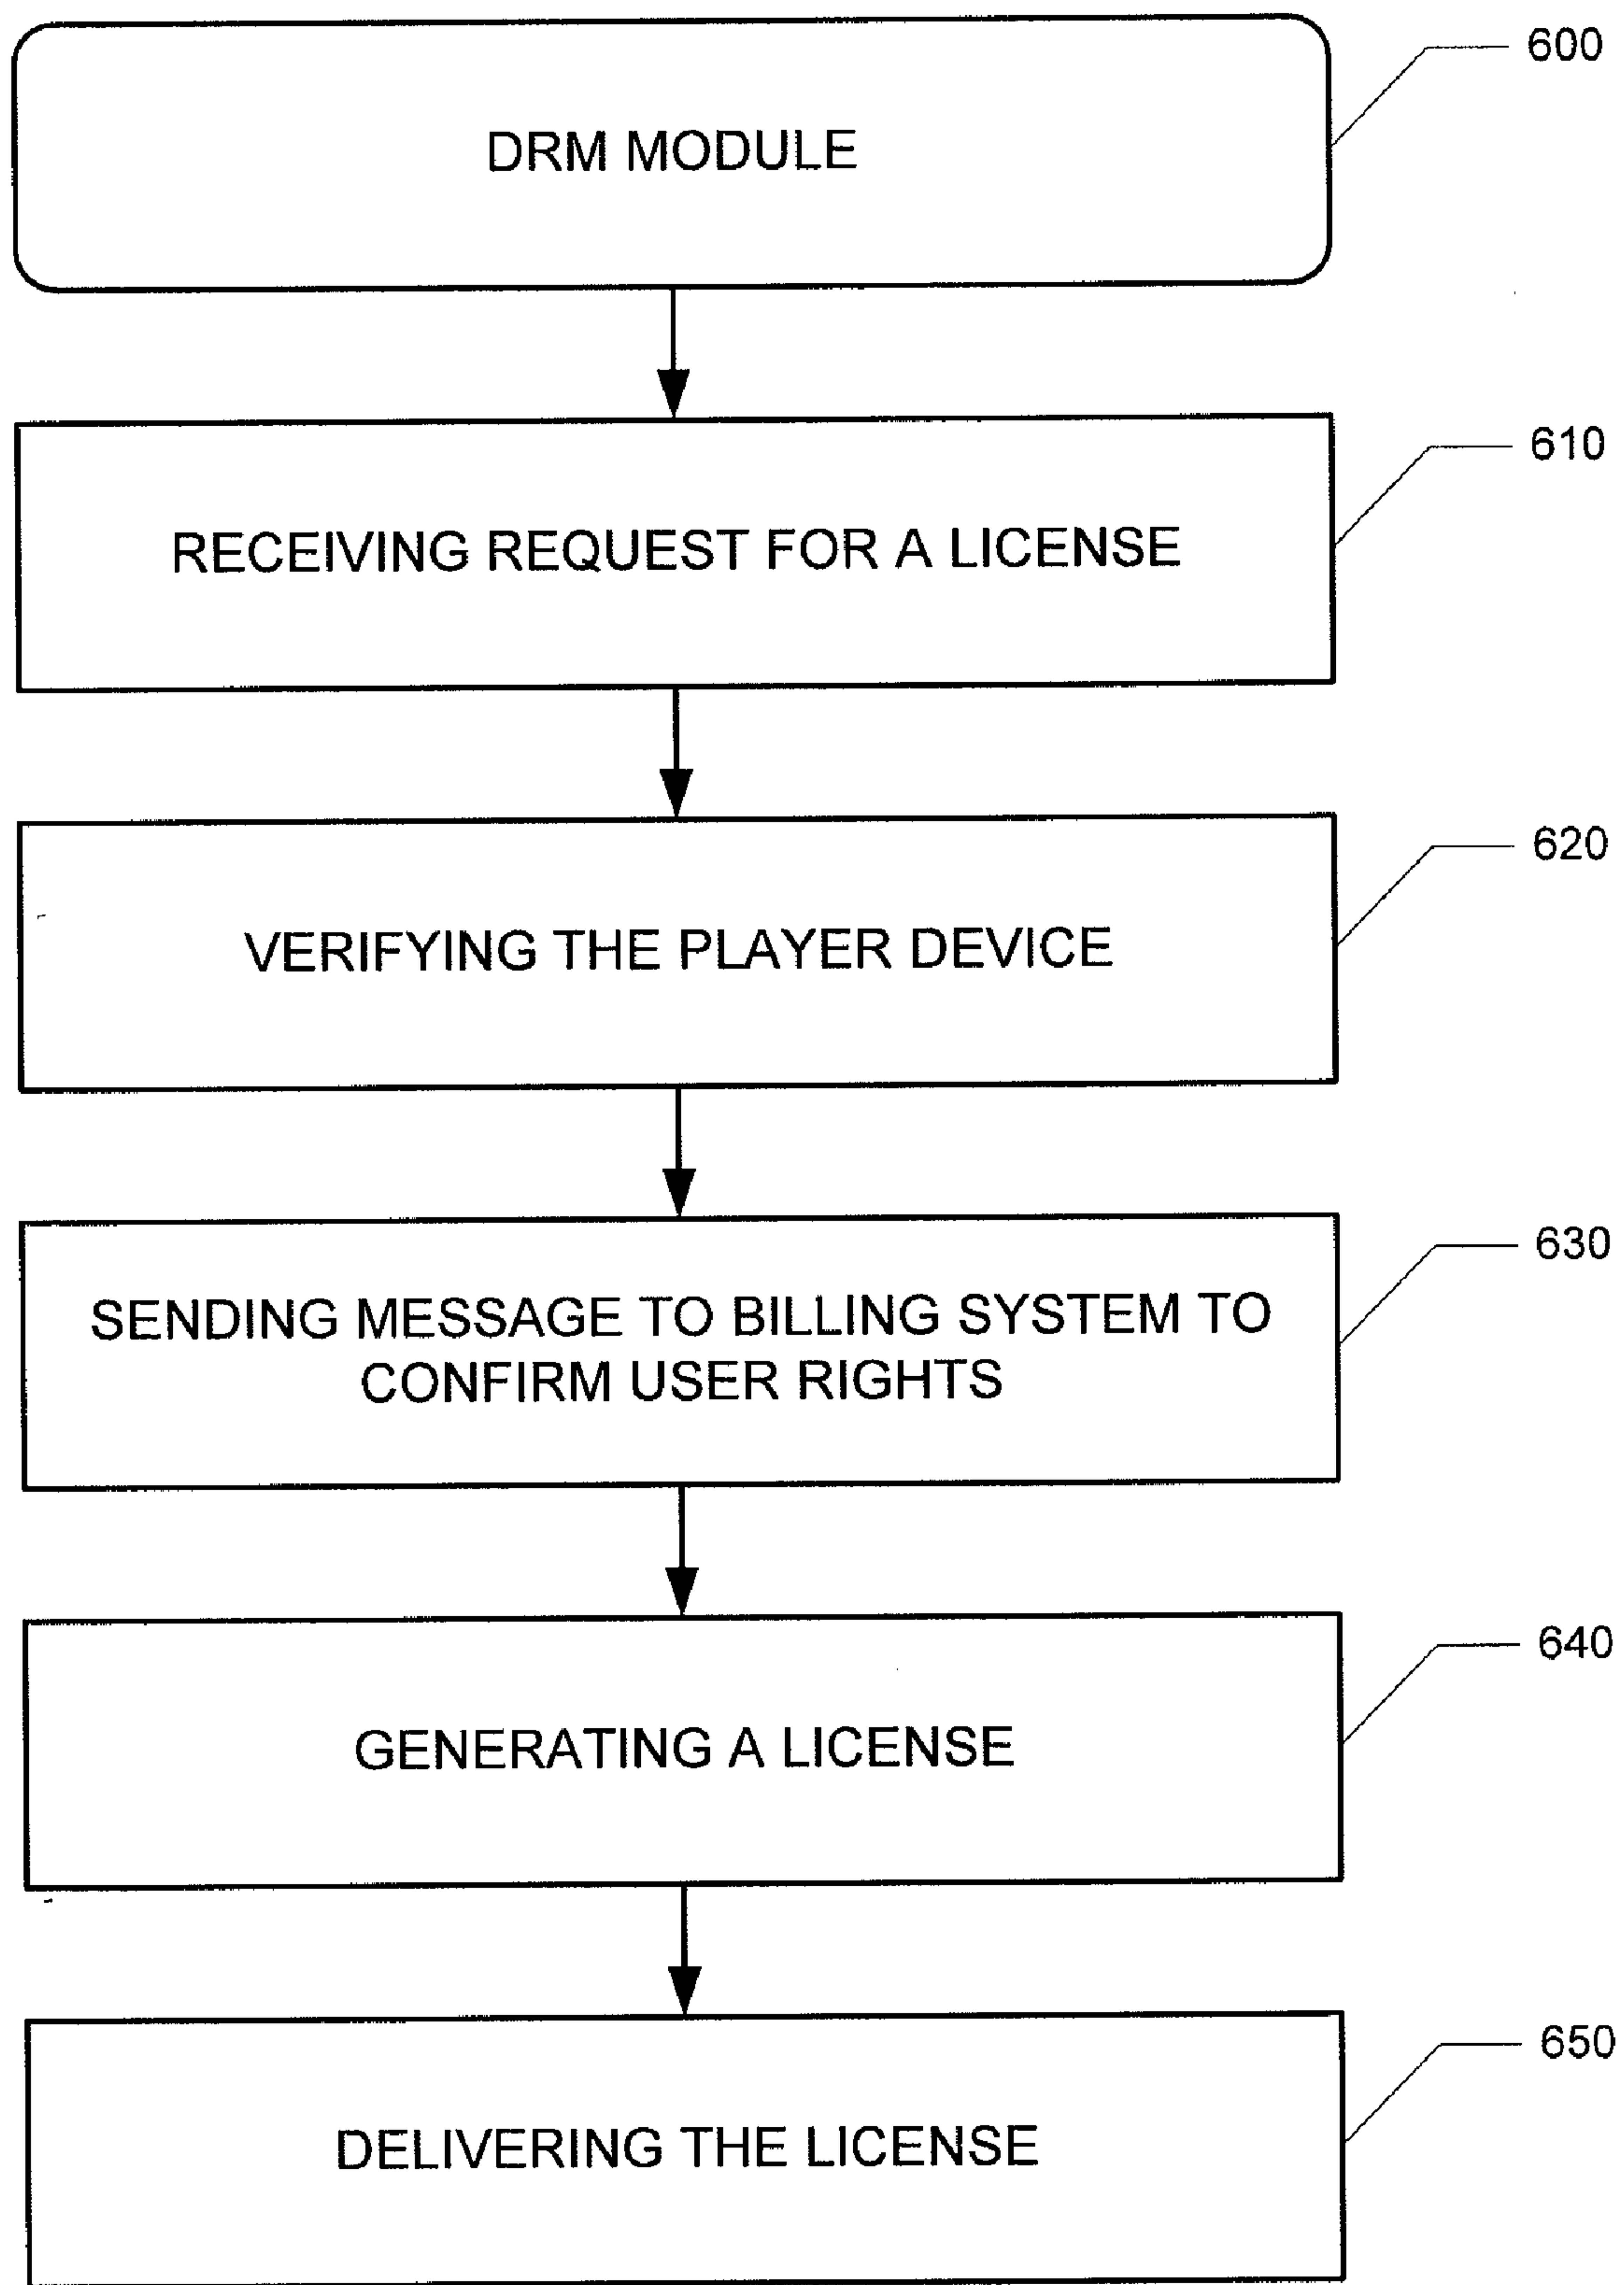 600
DRM MODULE
610
RECEIVING REQUEST FOR A LICENSE
620
VERIFYING THE PLAYER DEVICE
630
SENDING MESSAGE TO BILLING SYSTEM TO
CONFIRM USER RIGHTS
640
GENERATING A LICENSE
650
DELIVERING THE LICENSE